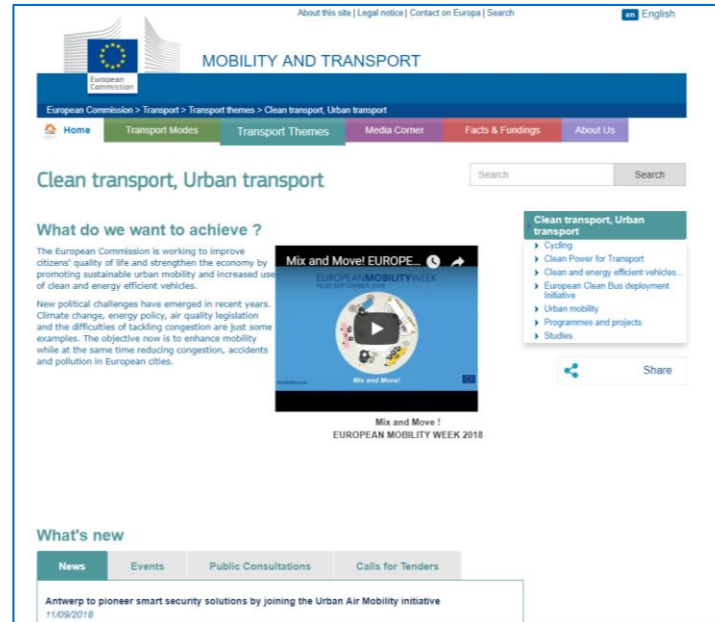 About this site | Legal notice | Contact on Europa | Search
en English
European
Commission
MOBILITY AND TRANSPORT
European Commission > Transport > Transport themes > Clean transport, Urban transport
Home Transport Modes Transport Themes Media Corner Facts & Fundings About Us
Clean transport, Urban transport
Search Search
What do we want to achieve ?
The European Commission is working to improve
citizens' quality of life and strengthen the economy by
promoting sustainable urban mobility and increased use
of clean and energy efficient vehicles.
New political challenges have emerged in recent years.
Climate change, energy policy, air quality legislation
and the difficulties of tackling congestion are just some
examples. The objective now is to enhance mobility
while at the same time reducing congestion, accidents
and pollution in European cities.
Mix and Move! EUROPE...
EUROPEANMOBILITYWEEK
16-22 SEPTEMBER 2018
Mix and Move!
Mix and Move !
EUROPEAN MOBILITY WEEK 2018
Clean transport, Urban
transport
Cycling
Clean Power for Transport
Clean and energy efficient vehicles...
European Clean Bus deployment
Initiative
Urban mobility
Programmes and projects
Studies
Share
What's new
News Events Public Consultations Calls for Tenders
Antwerp to pioneer smart security solutions by joining the Urban Air Mobility initiative
11/09/2018